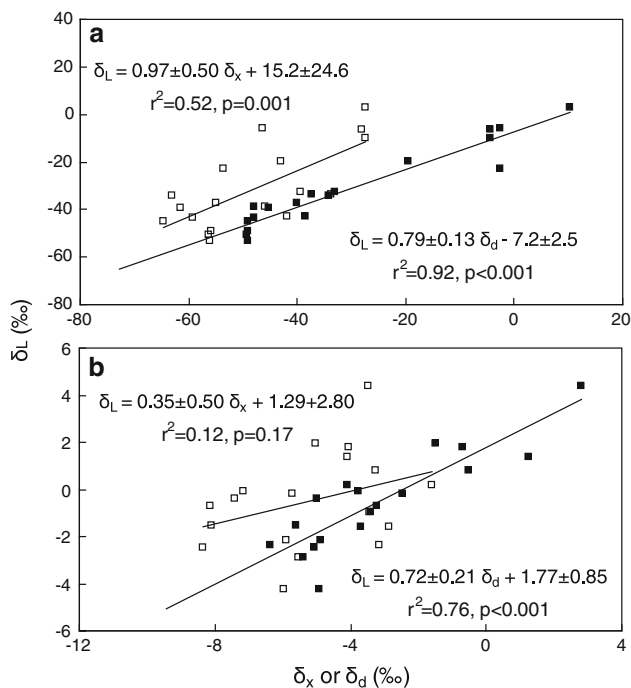 a
40
20
0
-20
-40
-60
-80
δL = 0.97±0.50 δx + 15.2±24.6
r²=0.52, p=0.001
δL = 0.79±0.13 δd - 7.2±2.5
r²=0.92, p<0.001
-80 -60 -40 -20 0 20
δL (‰)
b
6
4
2
0
-2
-4
-6
δL = 0.35±0.50 δx + 1.29+2.80
r²=0.12, p=0.17
δL = 0.72±0.21 δd + 1.77±0.85
r²=0.76, p<0.001
-12 -8 -4 0 4
δx or δd (‰)